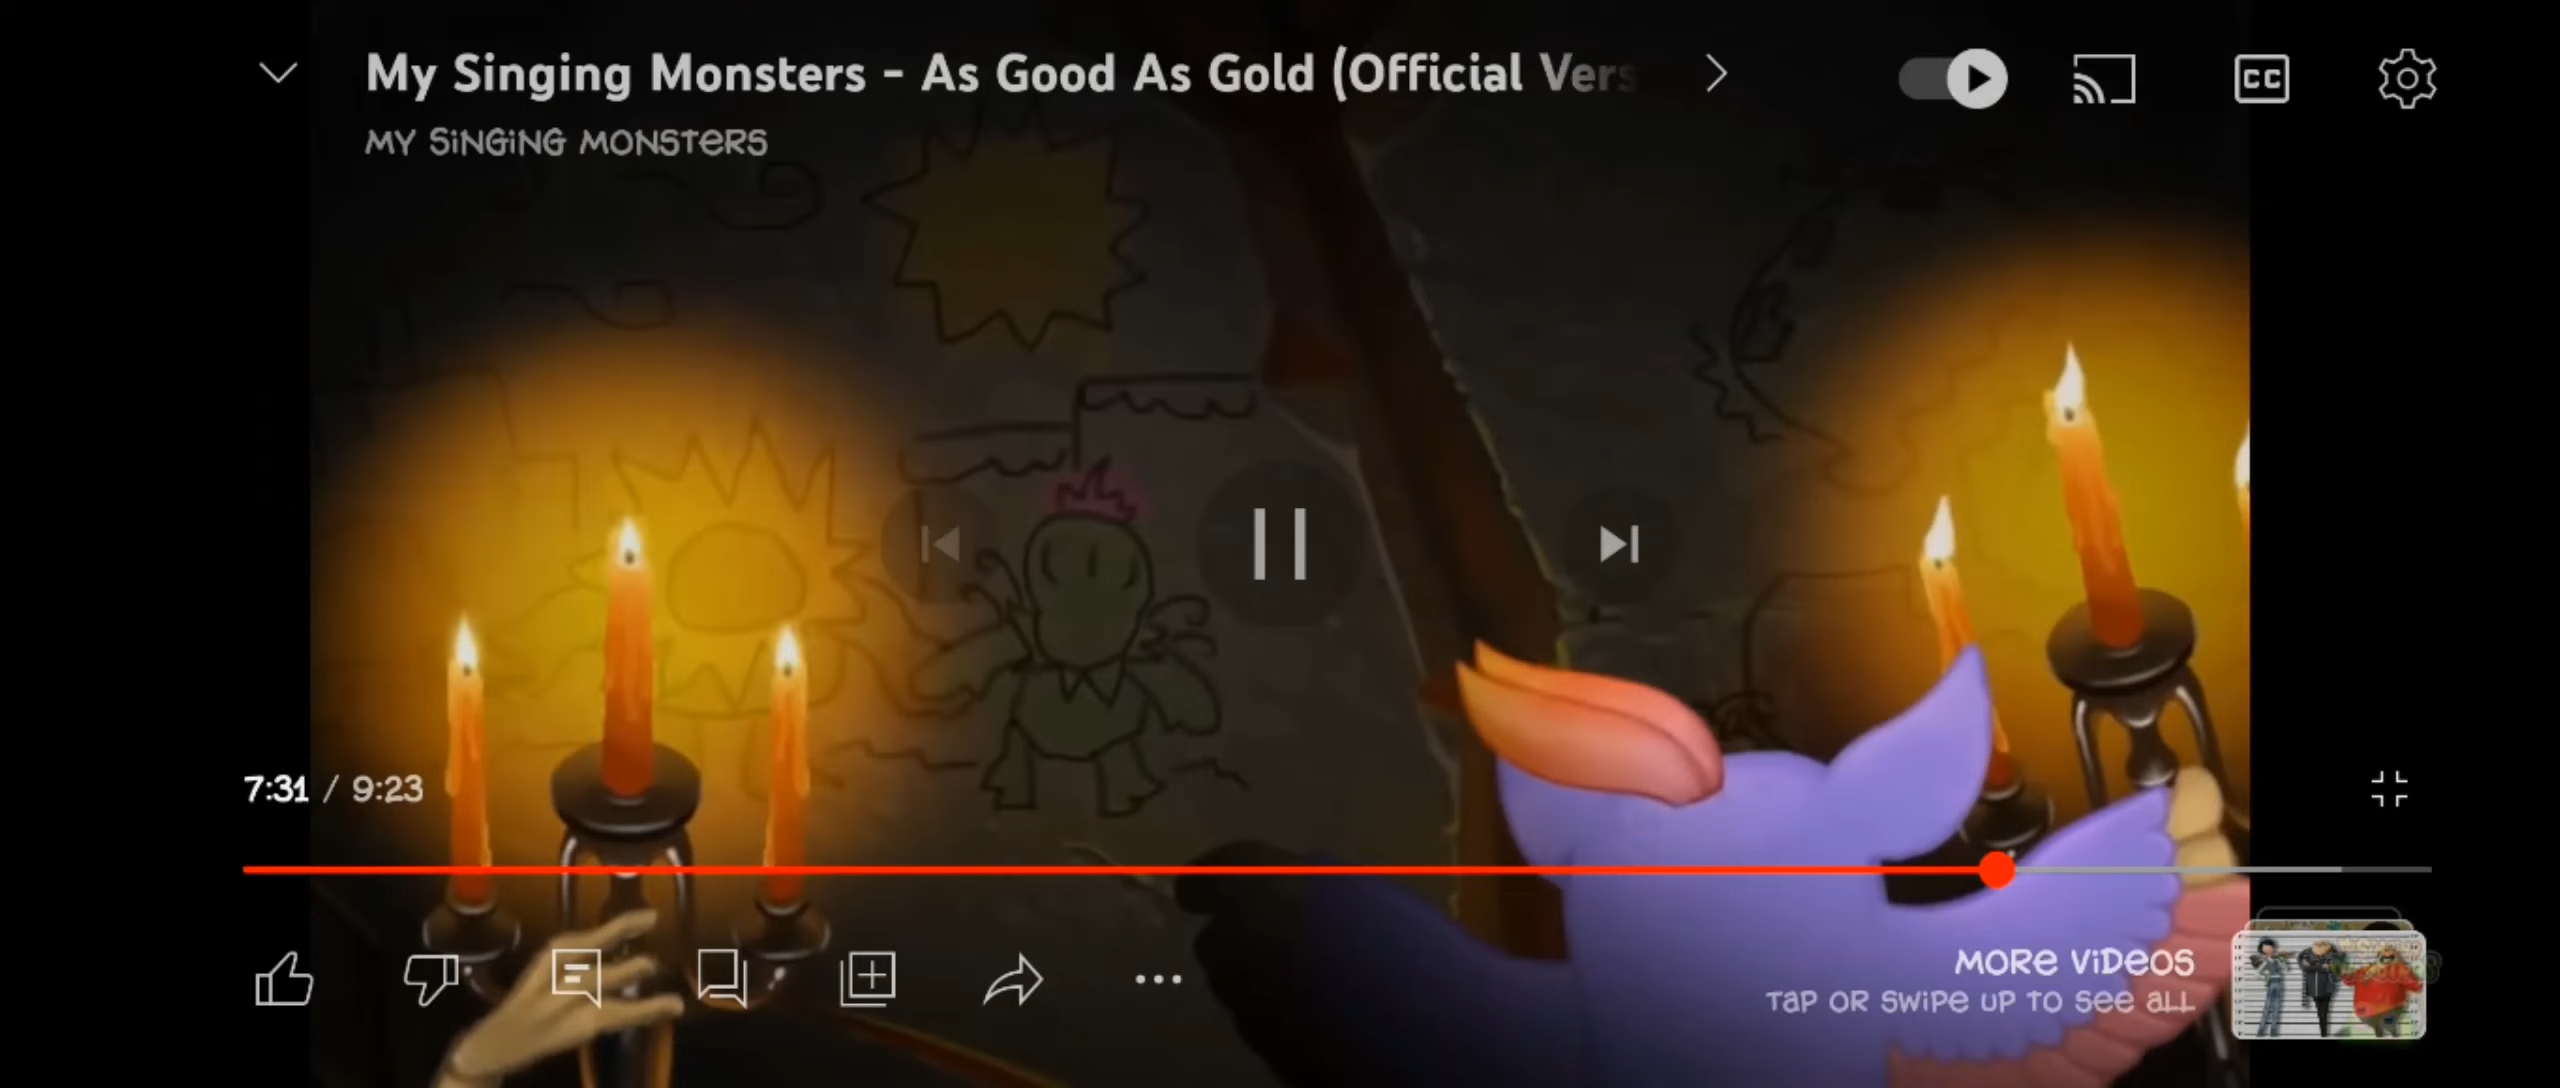 My Singing Monsters - As Good As Gold (Official Vers
MY SiNGiNG MONSTeRS
CC
7:31 / 9:23
MORe ViDeOS
TaP OR SWiPe UP TO See aLL